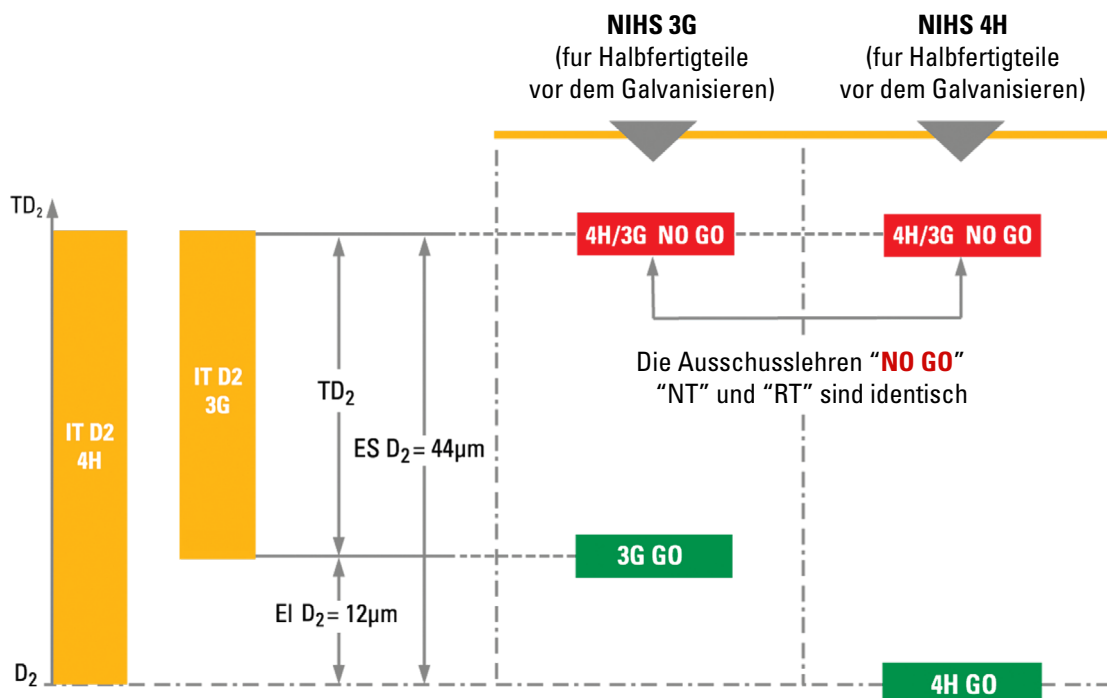 NIHS 3G
(fur Halbfertigteile
vor dem Galvanisieren)
NIHS 4H
(fur Halbfertigteile
vor dem Galvanisieren)
TD2
4H/3G NO GO
4H/3G NO GO
Die Ausschusslehren “NO GO”
“NT” und “RT” sind identisch
IT D2
3G
TD2
IT D2
4H
ES D2 = 44µm
3G GO
EI D2 = 12µm
D2
4H GO